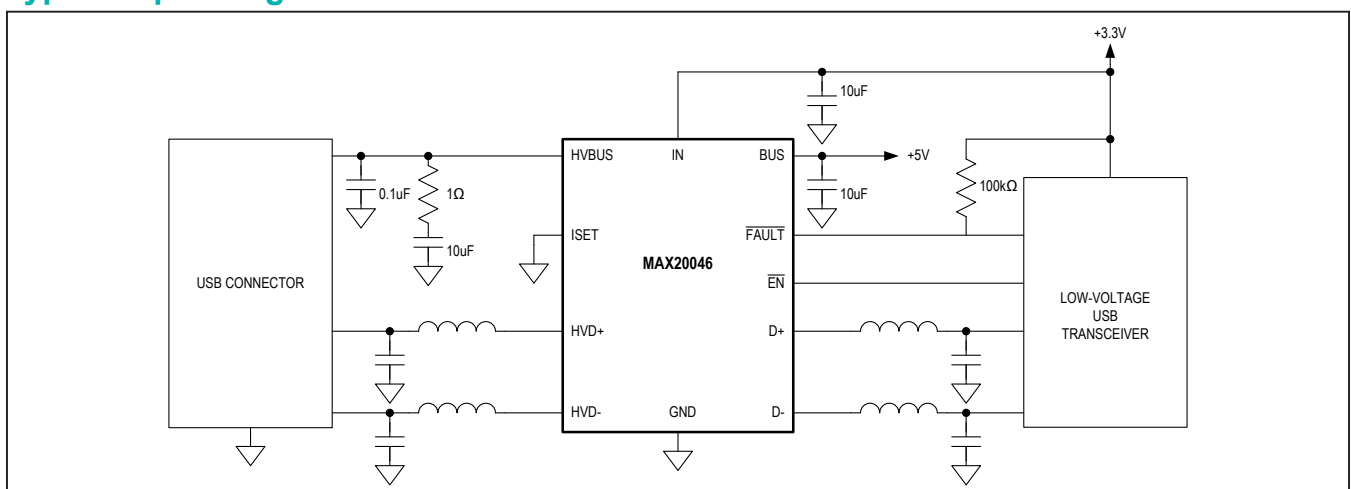 +3.3V
10uF
HVBUS
IN
BUS
+5V
0.1uF
1Ω
10uF
100kΩ
10uF
ISET
FAULT
MAX20046
EN
USB CONNECTOR
LOW-VOLTAGE
USB
TRANSCEIVER
HVD+
D+
HVD-
GND
D-